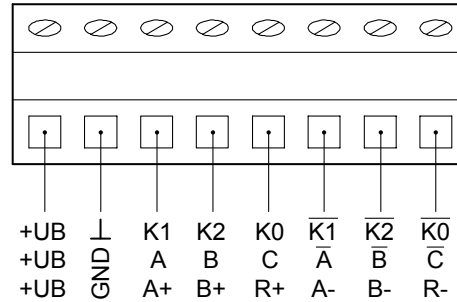 +UB ⊥ K1 K2 K0 K̅1̅ K̅2̅ K̅0̅
+UB GND A B C A̅ B̅ C̅
+UB A+ B+ R+ A- B- R-